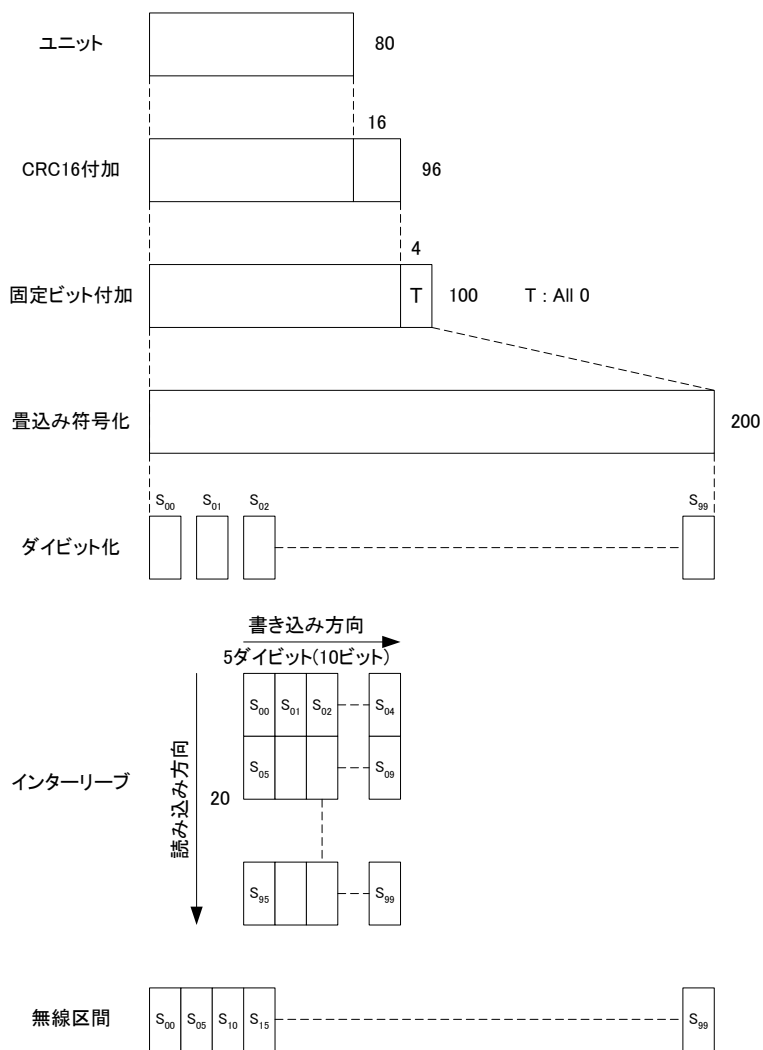 ユニット
80
16
CRC16付加
96
4
固定ビット付加
T
100
T : All 0
畳込み符号化
200
S00 S01 S02 S99
ダイビット化
書き込み方向
5ダイビット(10ビット)
S00 S01 S02 S04
S05 S09
インターリーブ
読み込み方向
20
S95 S99
無線区間
S00 S05 S10 S15 S99